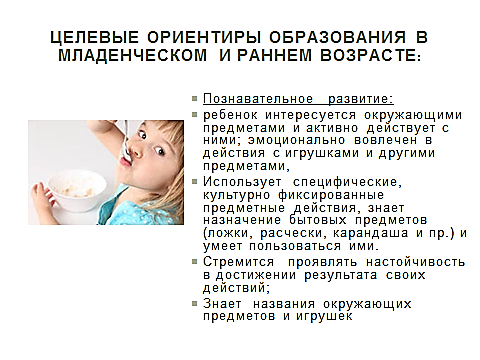 ЦЕЛЕВЫЕ ОРИЕНТИРЫ ОБРАЗОВАНИЯ В
МЛАДЕНЧЕСКОМ И РАННЕМ ВОЗРАСТЕ:
Познавательное развитие:
ребенок интересуется окружающими
предметами и активно действует с
ними; эмоционально вовлечен в
действия с игрушками и другими
предметами,
Использует специфические,
культурно фиксированные
предметные действия, знает
назначение бытовых предметов
(ложки, расчески, карандаша и пр.) и
умеет пользоваться ими.
Стремится проявлять настойчивость
в достижении результата своих
действий;
Знает названия окружающих
предметов и игрушек